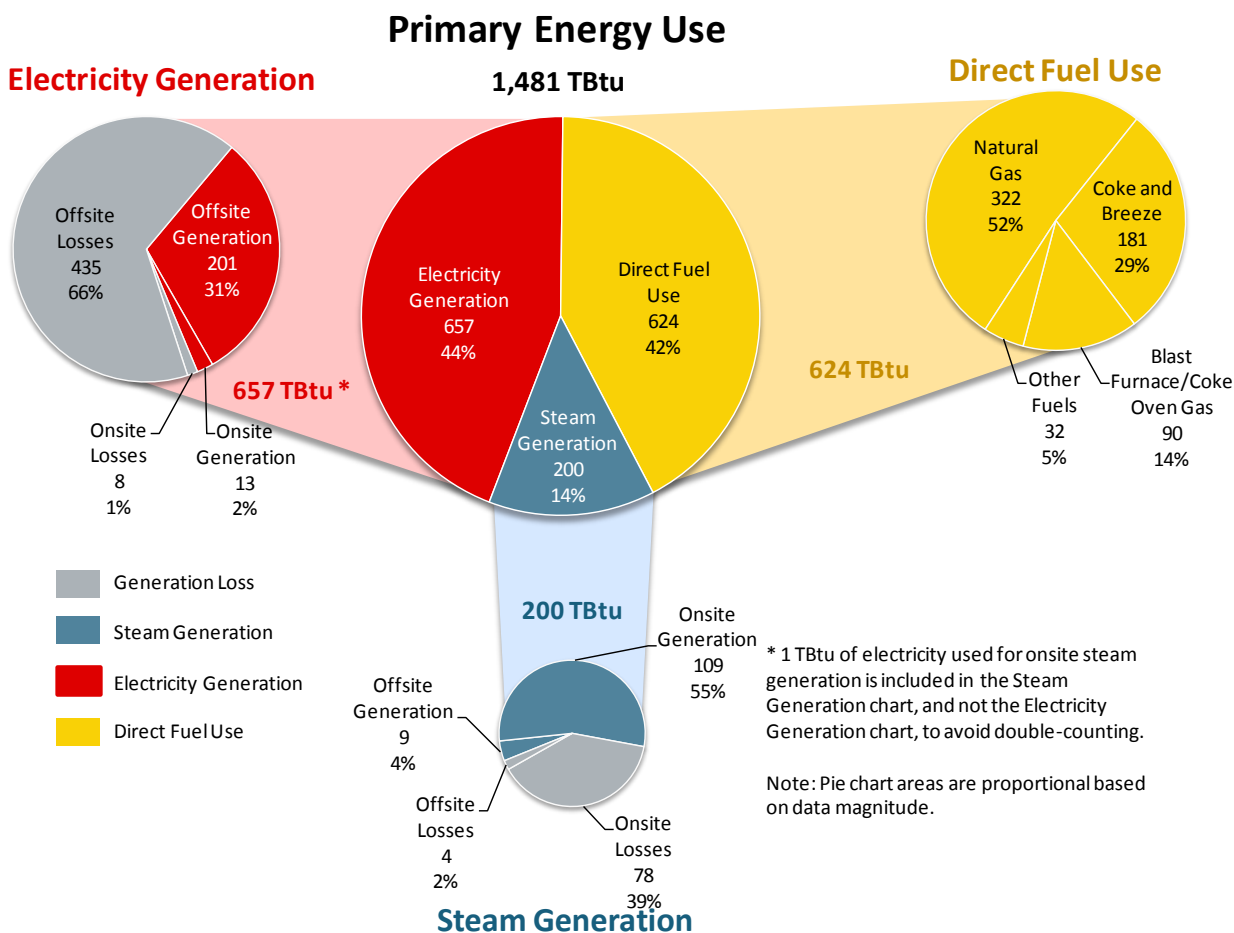 Primary Energy Use
1,481 TBtu
Electricity Generation
Direct Fuel Use
Offsite
Losses
435
66%
Offsite
Generation
201
31%
Onsite
Losses
8
1%
Onsite
Generation
13
2%
657 TBtu *
Electricity
Generation
657
44%
Direct Fuel
Use
624
42%
Steam
Generation
200
14%
624 TBtu
Natural
Gas
322
52%
Coke and
Breeze
181
29%
Other
Fuels
32
5%
Blast
Furnace/Coke
Oven Gas
90
14%
Generation Loss
Steam Generation
Electricity Generation
Direct Fuel Use
200 TBtu
Onsite
Generation
109
55%
Offsite
Generation
9
4%
Offsite
Losses
4
2%
Onsite
Losses
78
39%
Steam Generation
* 1 TBtu of electricity used for onsite steam
generation is included in the Steam
Generation chart, and not the Electricity
Generation chart, to avoid double-counting.
Note: Pie chart areas are proportional based
on data magnitude.